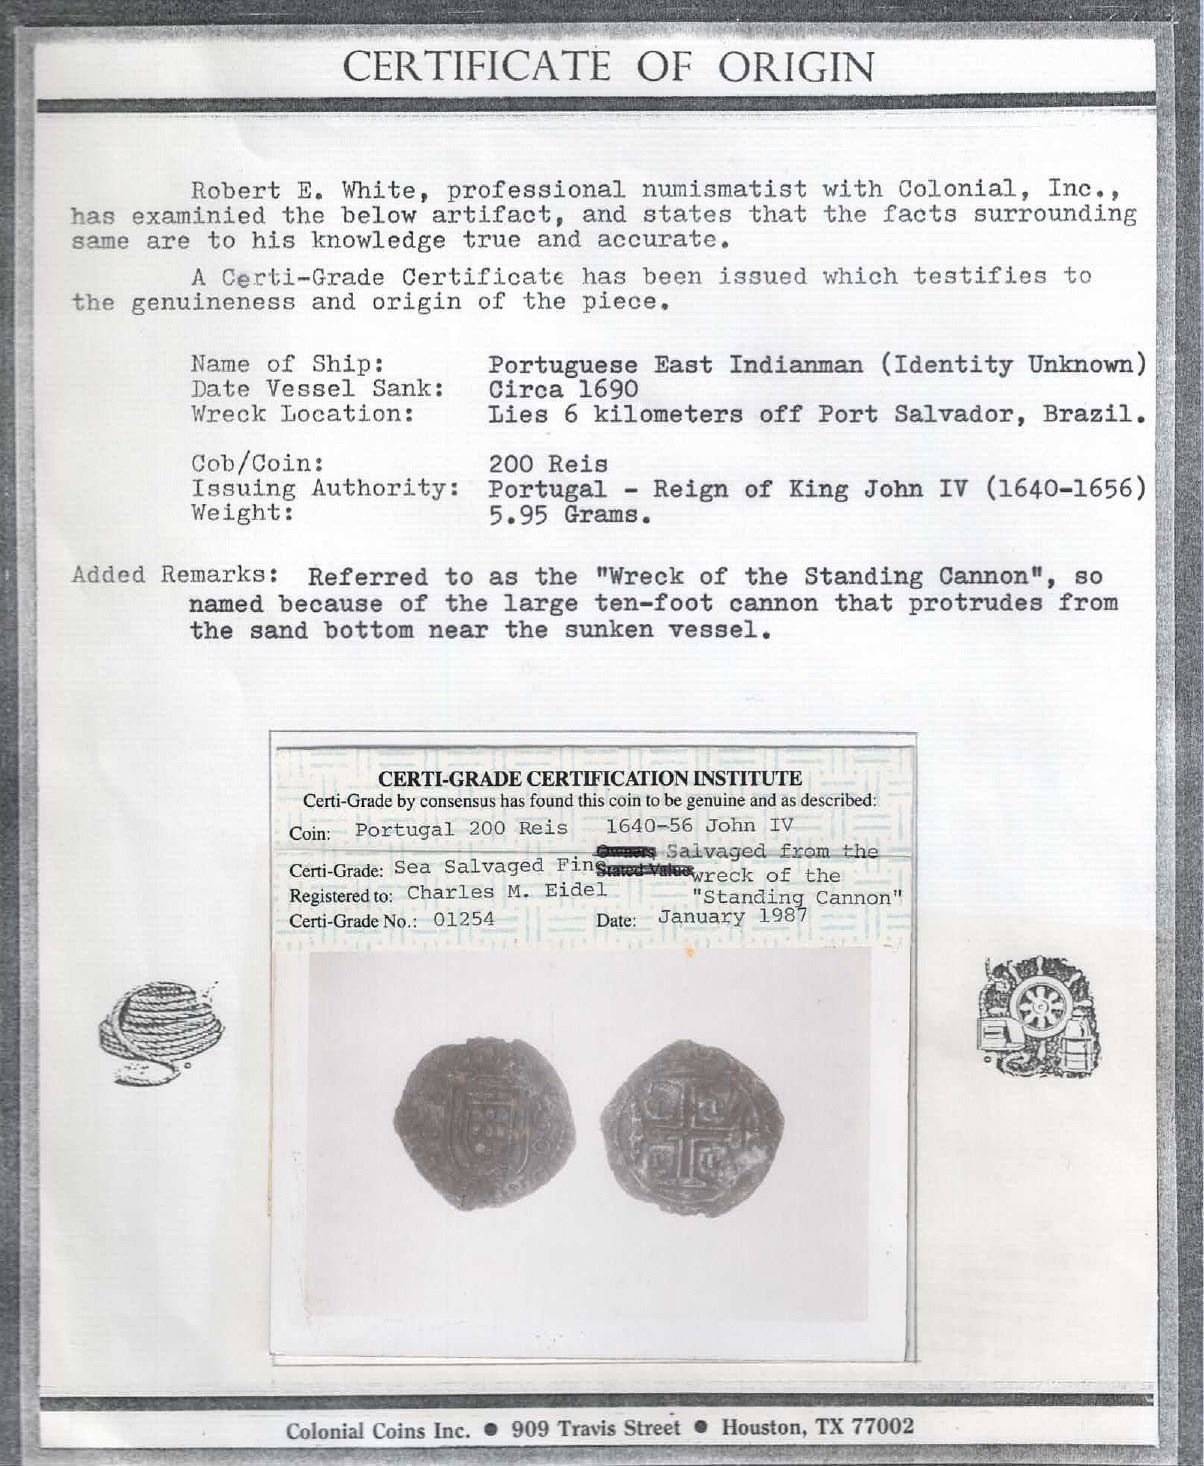 CERTIFICATE OF ORIGIN
Robert E. White, professional numismatist with Colonial, Inc.,
has examinied the below artifact, and states that the facts surrounding
same are to his knowledge true and accurate.
A Certi-Grade Certificate has been issued which testifies to
the genuineness and origin of the piece.
Name of Ship: Portuguese East Indianman (Identity Unknown)
Date Vessel Sank: Circa 1690
Wreck Location: Lies 6 kilometers off Port Salvador, Brazil.
Cob/Coin: 200 Reis
Issuing Authority: Portugal - Reign of King John IV (1640-1656)
Weight: 5.95 Grams.
Added Remarks: Referred to as the "Wreck of the Standing Cannon", so
named because of the large ten-foot cannon that protrudes from
the sand bottom near the sunken vessel.
CERTI-GRADE CERTIFICATION INSTITUTE
Certi-Grade by consensus has found this coin to be genuine and as described:
Coin: Portugal 200 Reis 1640-56 John IV
Owners Salvaged from the
Certi-Grade: Sea Salvaged Fine Stated Value wreck of the
Registered to: Charles M. Eidel "Standing Cannon"
Certi-Grade No.: 01254 Date: January 1987
Colonial Coins Inc. ● 909 Travis Street ● Houston, TX 77002